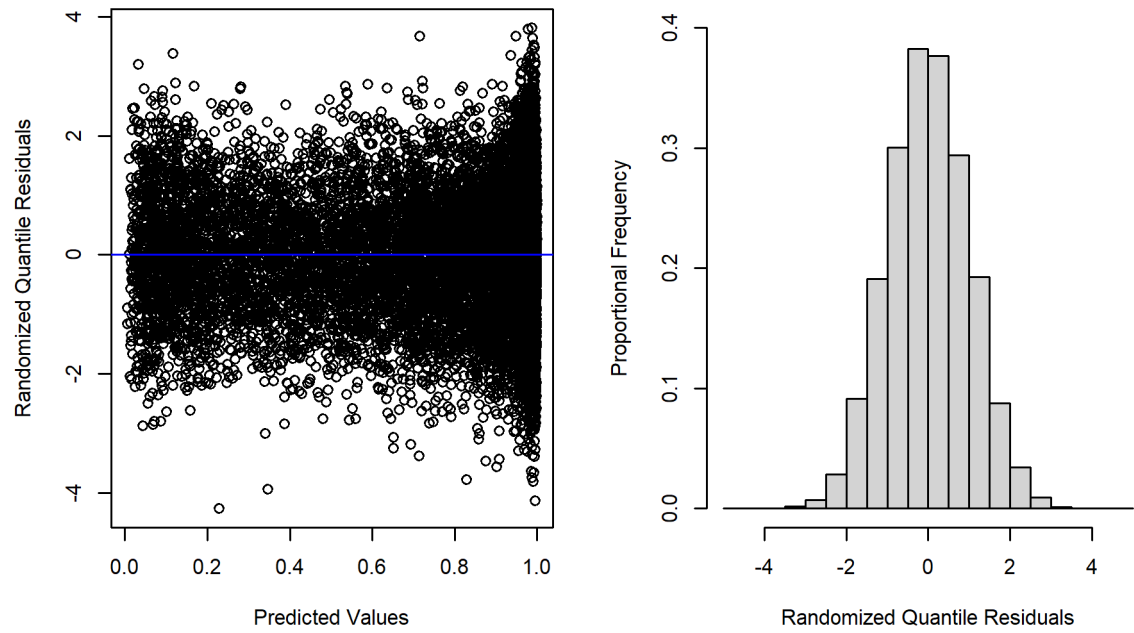 Randomized Quantile Residuals
4
2
0
-2
-4
0.0 0.2 0.4 0.6 0.8 1.0
Predicted Values
Proportional Frequency
0.4
0.3
0.2
0.1
0.0
-4 -2 0 2 4
Randomized Quantile Residuals